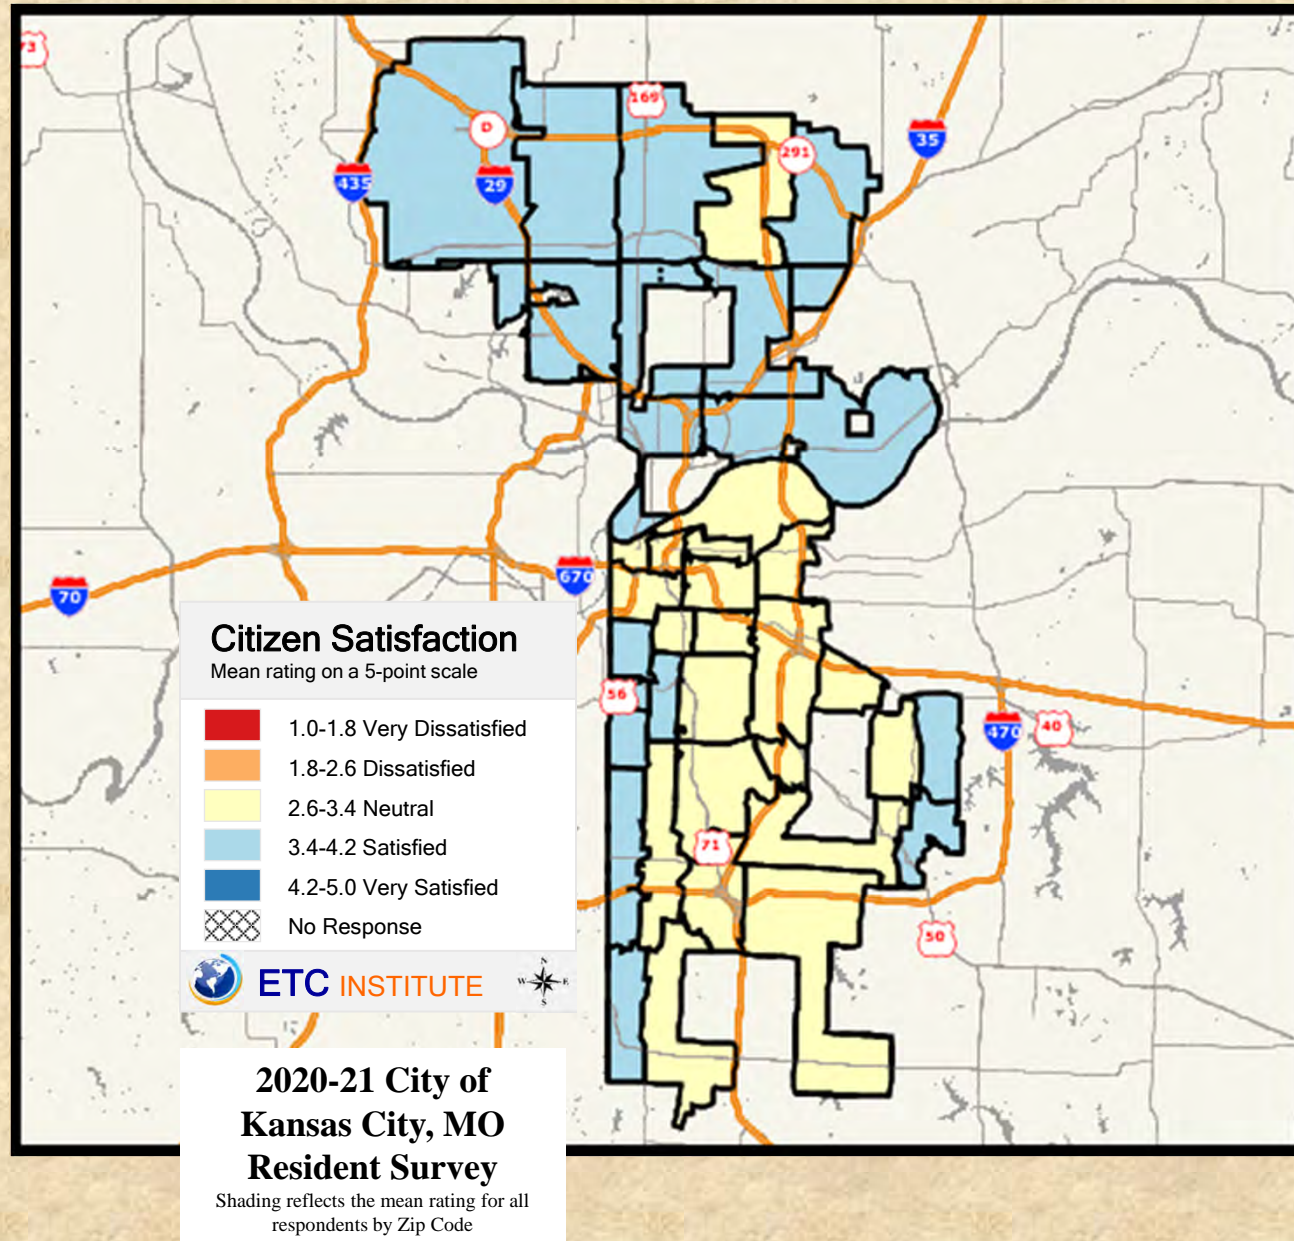 73
169
D
291
35
435
29
70
670
56
470
40
71
50
Citizen Satisfaction
Mean rating on a 5-point scale
1.0-1.8 Very Dissatisfied
1.8-2.6 Dissatisfied
2.6-3.4 Neutral
3.4-4.2 Satisfied
4.2-5.0 Very Satisfied
No Response
ETC INSTITUTE
N
W E
S
2020-21 City of
Kansas City, MO
Resident Survey
Shading reflects the mean rating for all
respondents by Zip Code